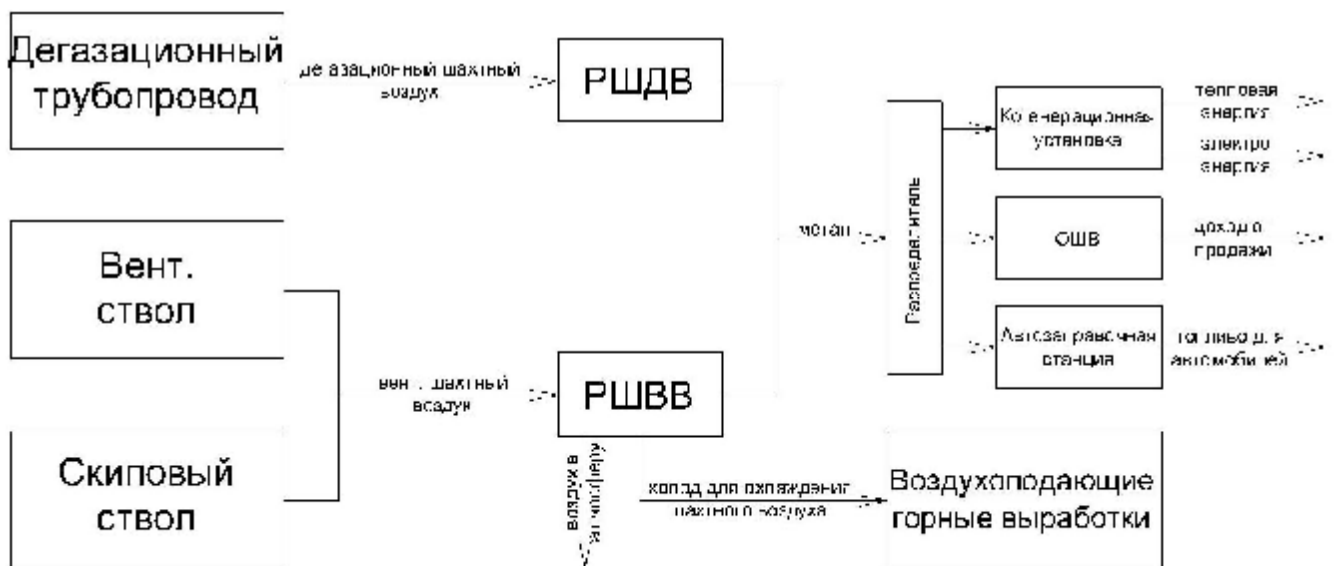 Дегазационный
трубопровод
дегазационный шахтный
воздух
РШДВ
Вент.
ствол
Скиповый
ствол
вент. шахтный
воздух
РШВВ
воздух в
атмосферу
холод для охлаждения
шахтного воздуха
Воздухоподающие
горные выработки
метан
Распределитель
Когенерационная
установка
тепловая
энергия
электро
энергия
ОШВ
доход о
продажи
Автозаправочная
станция
топливо для
автомобилей